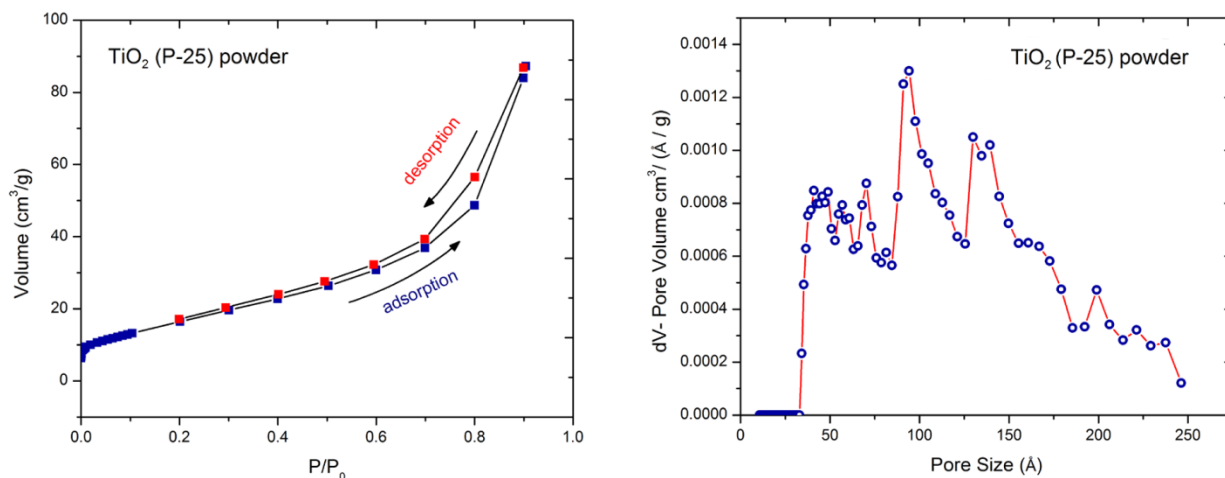 100
80
60
40
20
0
Volume (cm³/g)
TiO₂ (P-25) powder
desorption
adsorption
0.0 0.2 0.4 0.6 0.8 1.0
P/P₀
0.0014
0.0012
0.0010
0.0008
0.0006
0.0004
0.0002
0.0000
dV- Pore Volume cm³/ (Å / g)
TiO₂ (P-25) powder
0 50 100 150 200 250
Pore Size (Å)